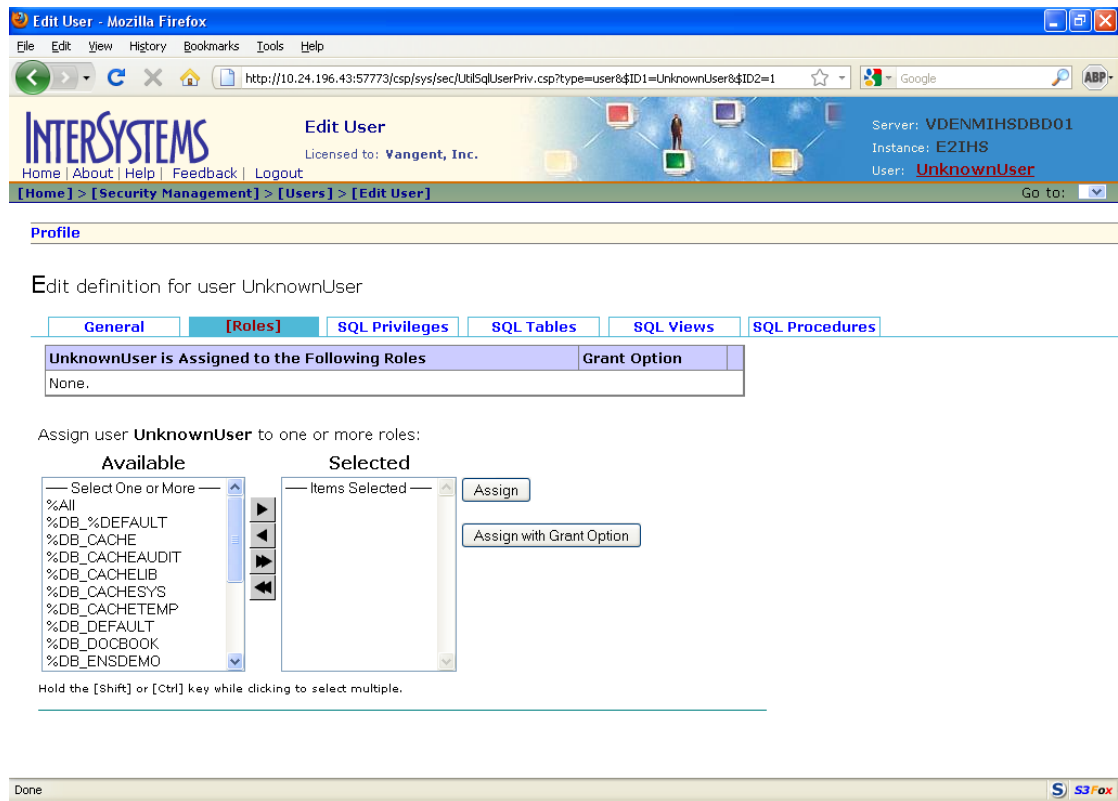 Edit User - Mozilla Firefox
File Edit View History Bookmarks Tools Help
http://10.24.196.43:57773/csp/sys/sec/UtilSqlUserPriv.csp?type=user&$ID1=UnknownUser&$ID2=1
Google
ABP
INTERSYSTEMS
Edit User
Licensed to: Vangent, Inc.
Server: VDENMIHSDBD01
Instance: E2IHS
User: UnknownUser
Home | About | Help | Feedback | Logout
[Home] > [Security Management] > [Users] > [Edit User]
Go to:
Profile
Edit definition for user UnknownUser
General [Roles] SQL Privileges SQL Tables SQL Views SQL Procedures
UnknownUser is Assigned to the Following Roles Grant Option
None.
Assign user UnknownUser to one or more roles:
Available Selected
── Select One or More ──
%All
%DB_%DEFAULT
%DB_CACHE
%DB_CACHEAUDIT
%DB_CACHELIB
%DB_CACHESYS
%DB_CACHETEMP
%DB_DEFAULT
%DB_DOCBOOK
%DB_ENSDEMO
── Items Selected ──
Assign
Assign with Grant Option
Hold the [Shift] or [Ctrl] key while clicking to select multiple.
Done
S S3Fox